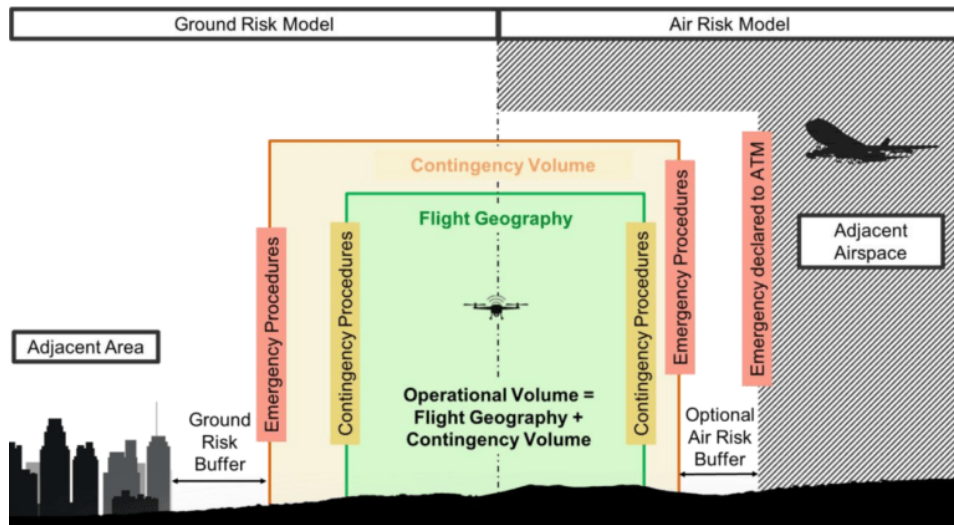 Ground Risk Model
Air Risk Model
Contingency Volume
Flight Geography
Emergency Procedures
Contingency Procedures
Contingency Procedures
Emergency Procedures
Emergency declared to ATM
Adjacent
Airspace
Adjacent Area
Ground
Risk
Buffer
Operational Volume =
Flight Geography +
Contingency Volume
Optional
Air Risk
Buffer